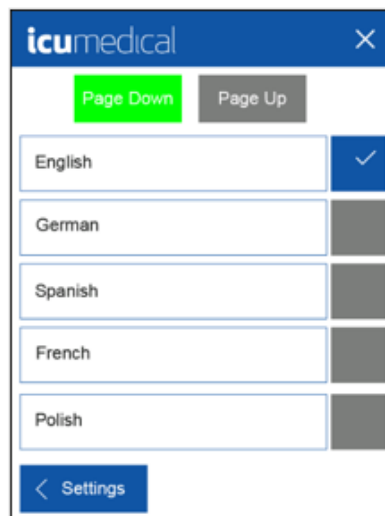 icumedical
Page Down Page Up
English
German
Spanish
French
Polish
Settings